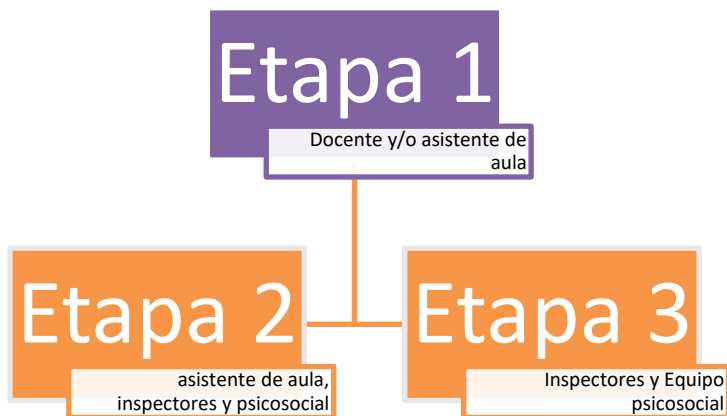 Etapa 1
Docente y/o asistente de
aula
Etapa 2
asistente de aula,
inspectores y psicosocial
Etapa 3
Inspectores y Equipo
psicosocial